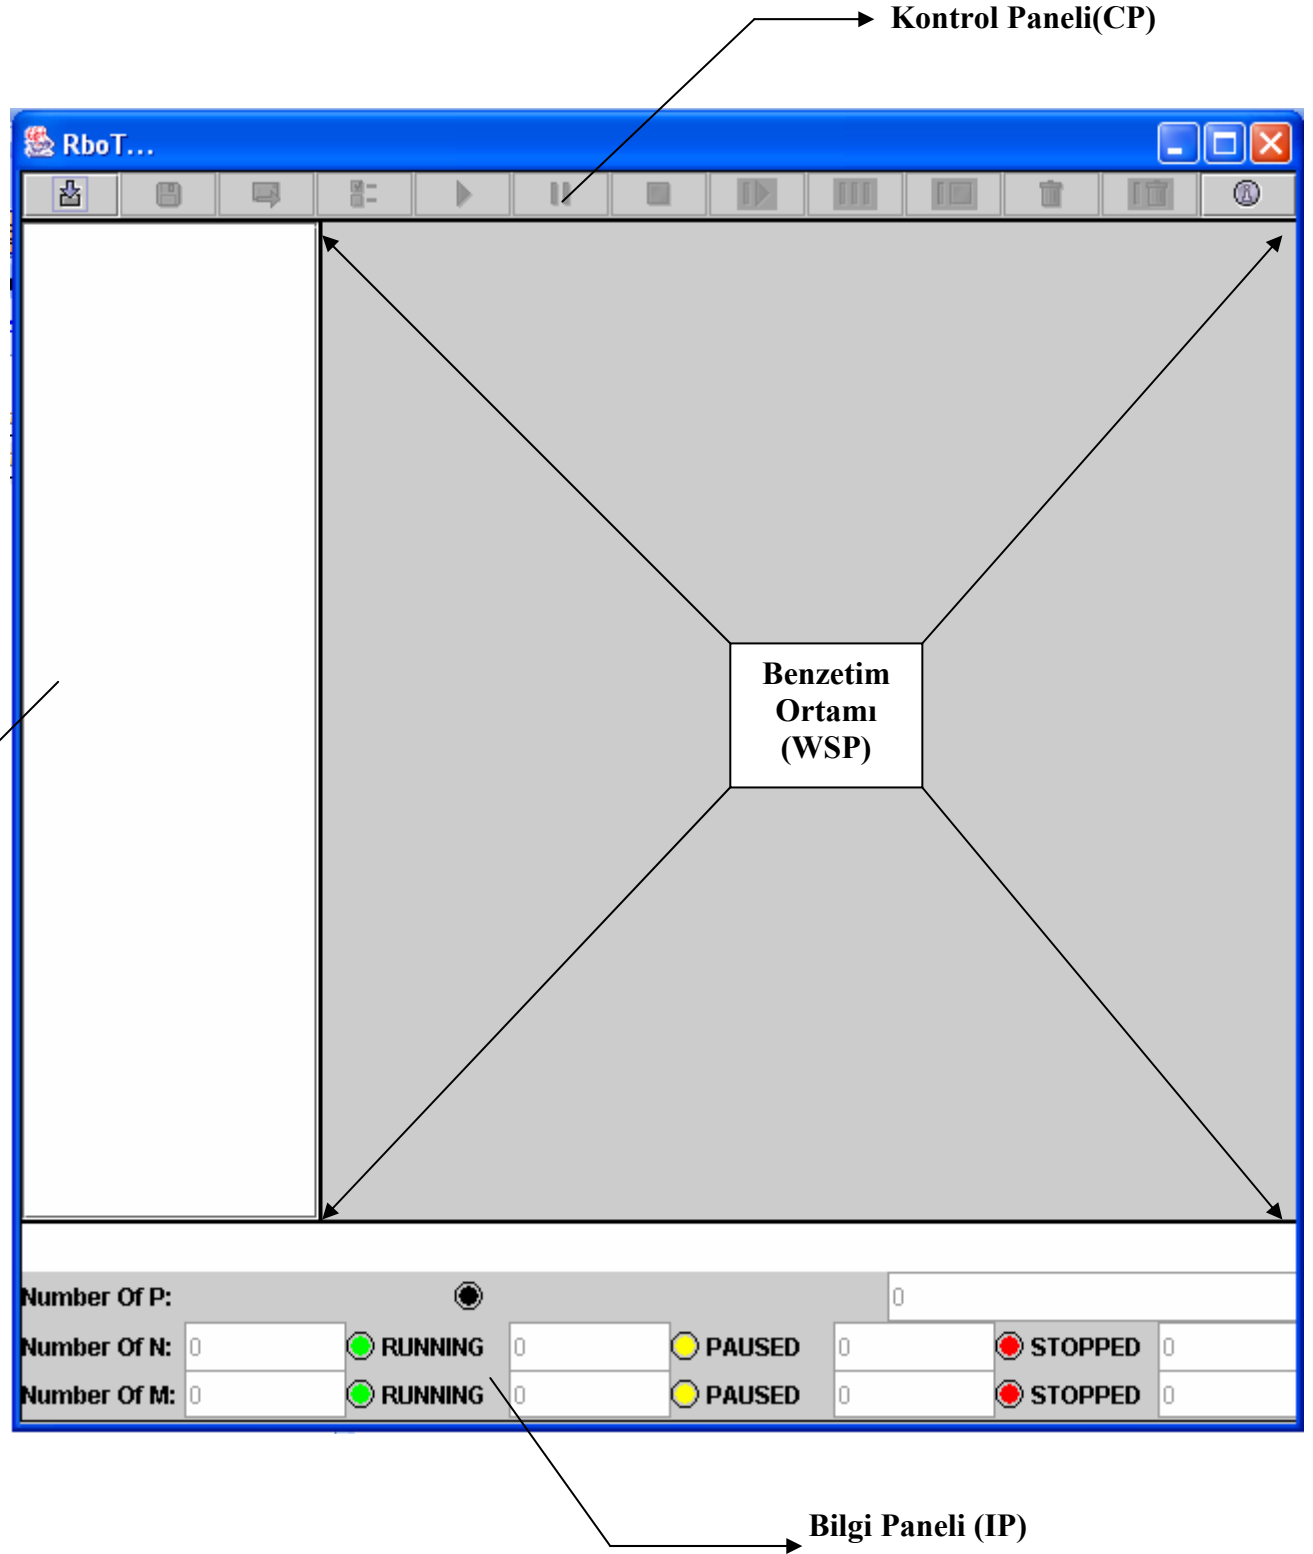 Kontrol Paneli(CP)
RboT...
Benzetim
Ortamı
(WSP)
Number Of P: 0
Number Of N: 0 RUNNING 0 PAUSED 0 STOPPED 0
Number Of M: 0 RUNNING 0 PAUSED 0 STOPPED 0
Bilgi Paneli (IP)